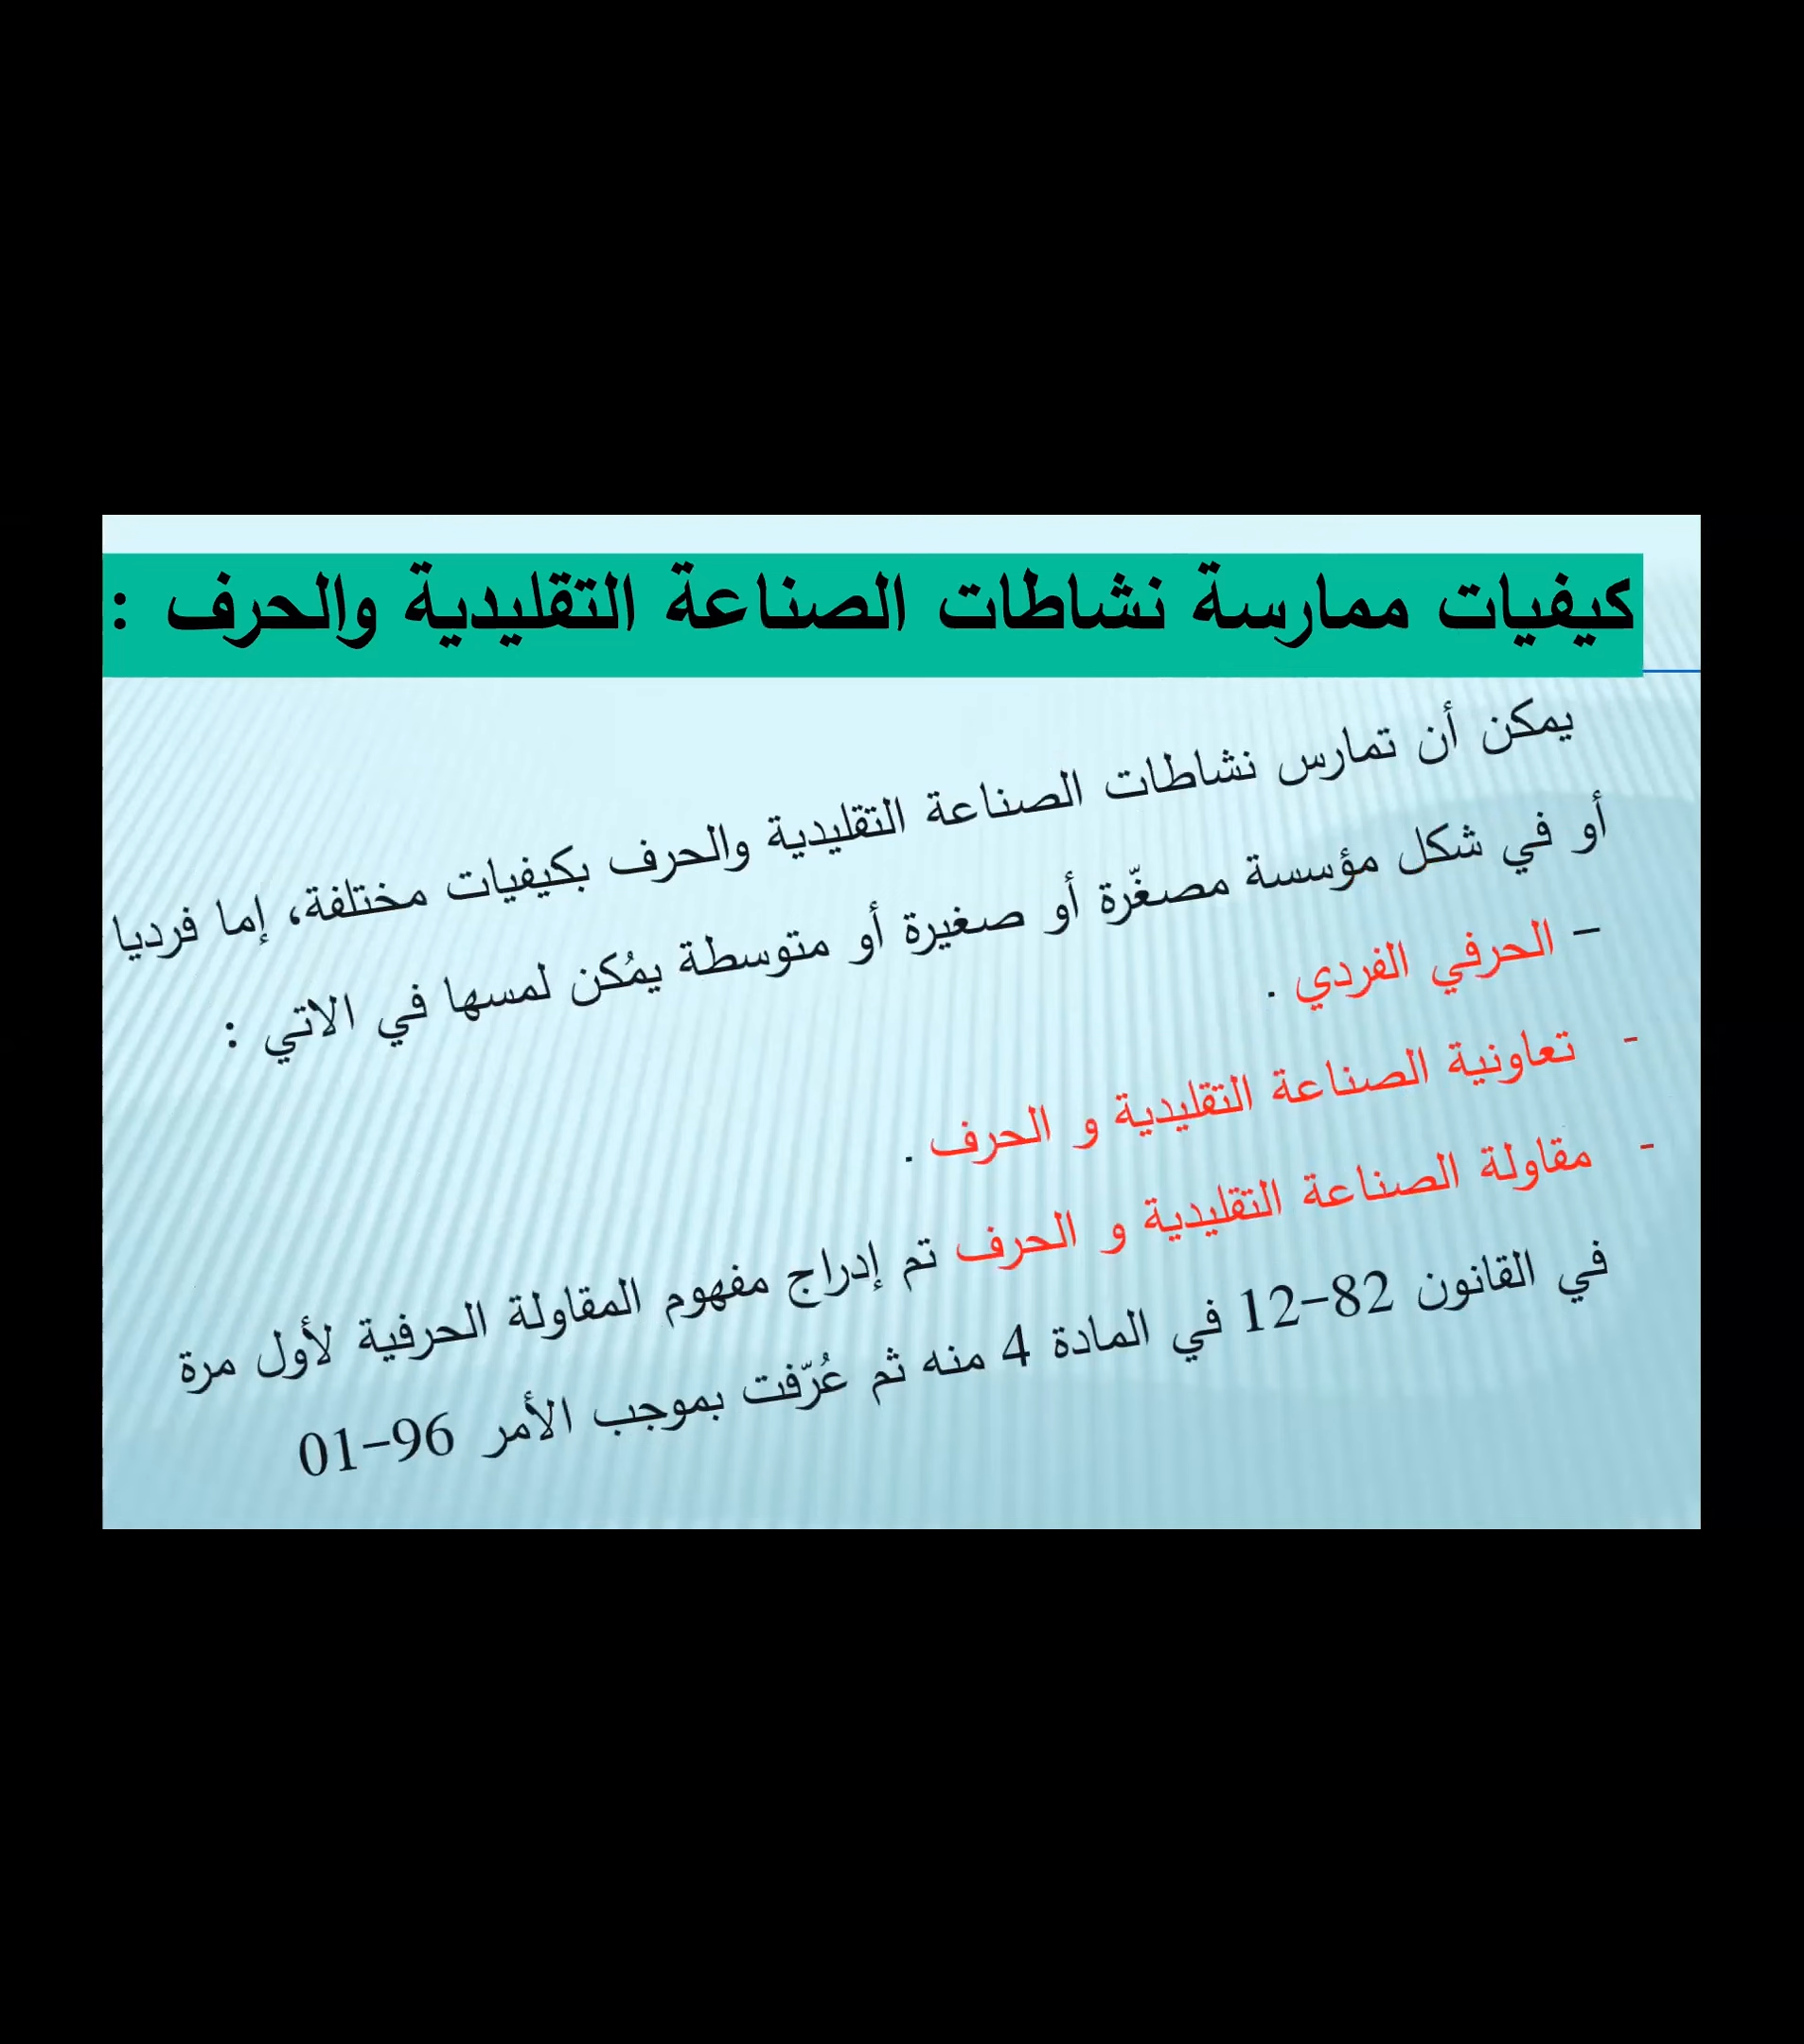 كيفيات ممارسة نشاطات الصناعة التقليدية والحرف :
يمكن أن تمارس نشاطات الصناعة التقليدية والحرف بكيفيات مختلفة، إما فرديا
أو في شكل مؤسسة مصغّرة أو صغيرة أو متوسطة يمُكن لمسها في الاتي :
– الحرفي الفردي .
- تعاونية الصناعة التقليدية و الحرف .
- مقاولة الصناعة التقليدية و الحرف تم إدراج مفهوم المقاولة الحرفية لأول مرة
في القانون 82–12 في المادة 4 منه ثم عُرّفت بموجب الأمر 96–01